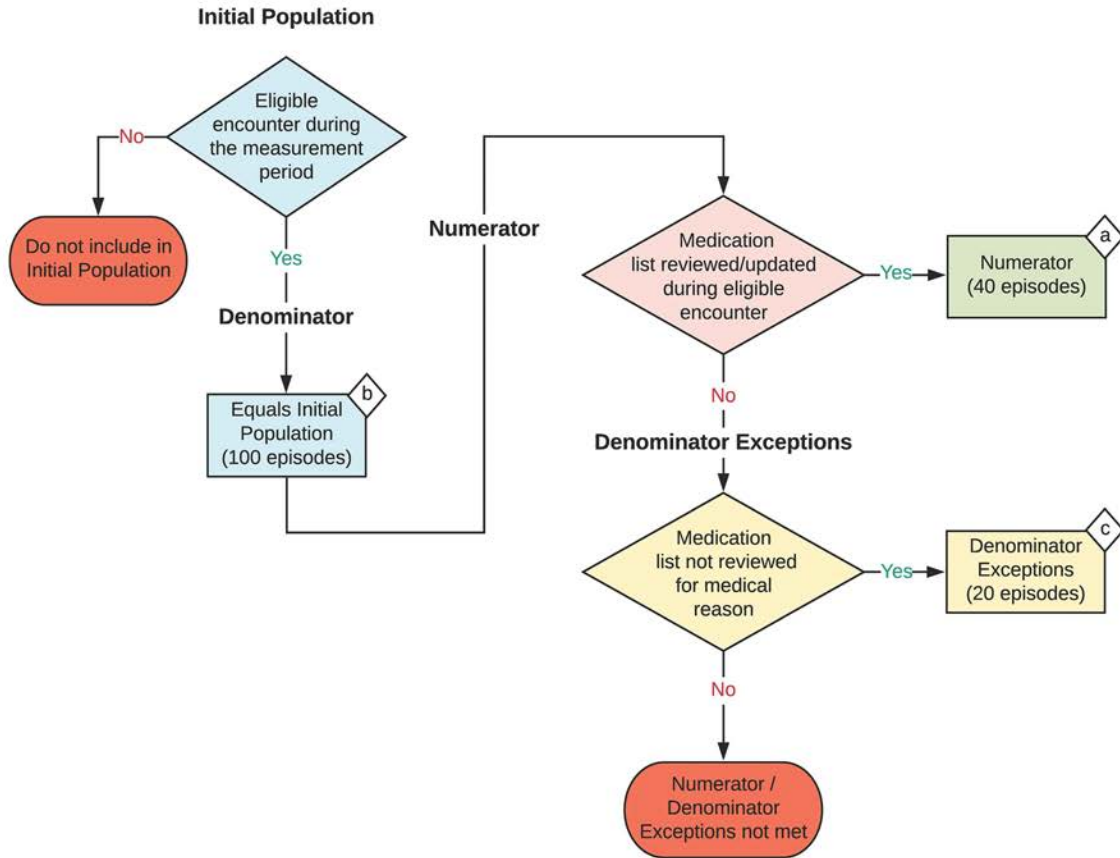 Initial Population
Eligible
encounter during
the measurement
period
No
Do not include in
Initial Population
Yes
Denominator
b
Equals Initial
Population
(100 episodes)
Numerator
Medication
list reviewed/updated
during eligible
encounter
Yes
a
Numerator
(40 episodes)
No
Denominator Exceptions
Medication
list not reviewed
for medical
reason
Yes
c
Denominator
Exceptions
(20 episodes)
No
Numerator /
Denominator
Exceptions not met